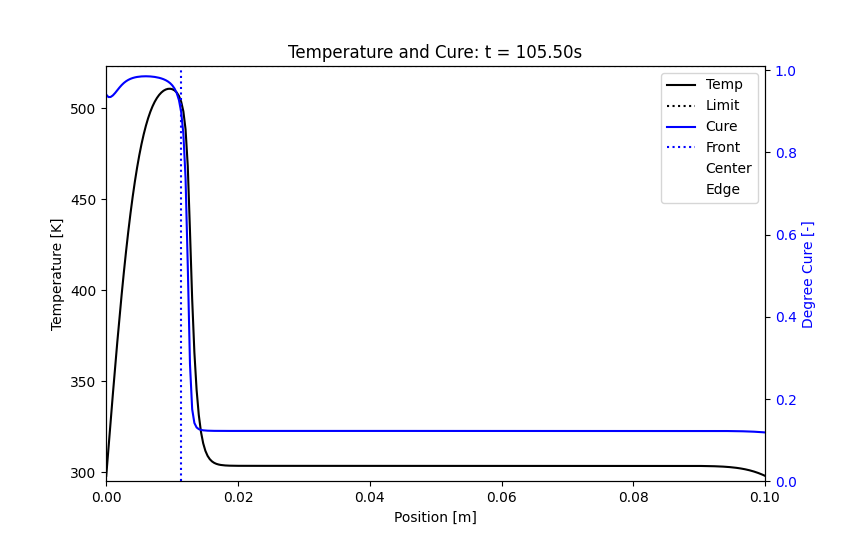 Temperature and Cure: t = 105.50s
Temp
Limit
Cure
Front
Center
Edge
Temperature [K]
500
450
400
350
300
1.0
0.8
0.6
0.4
0.2
0.0
Degree Cure [-]
0.00 0.02 0.04 0.06 0.08 0.10
Position [m]